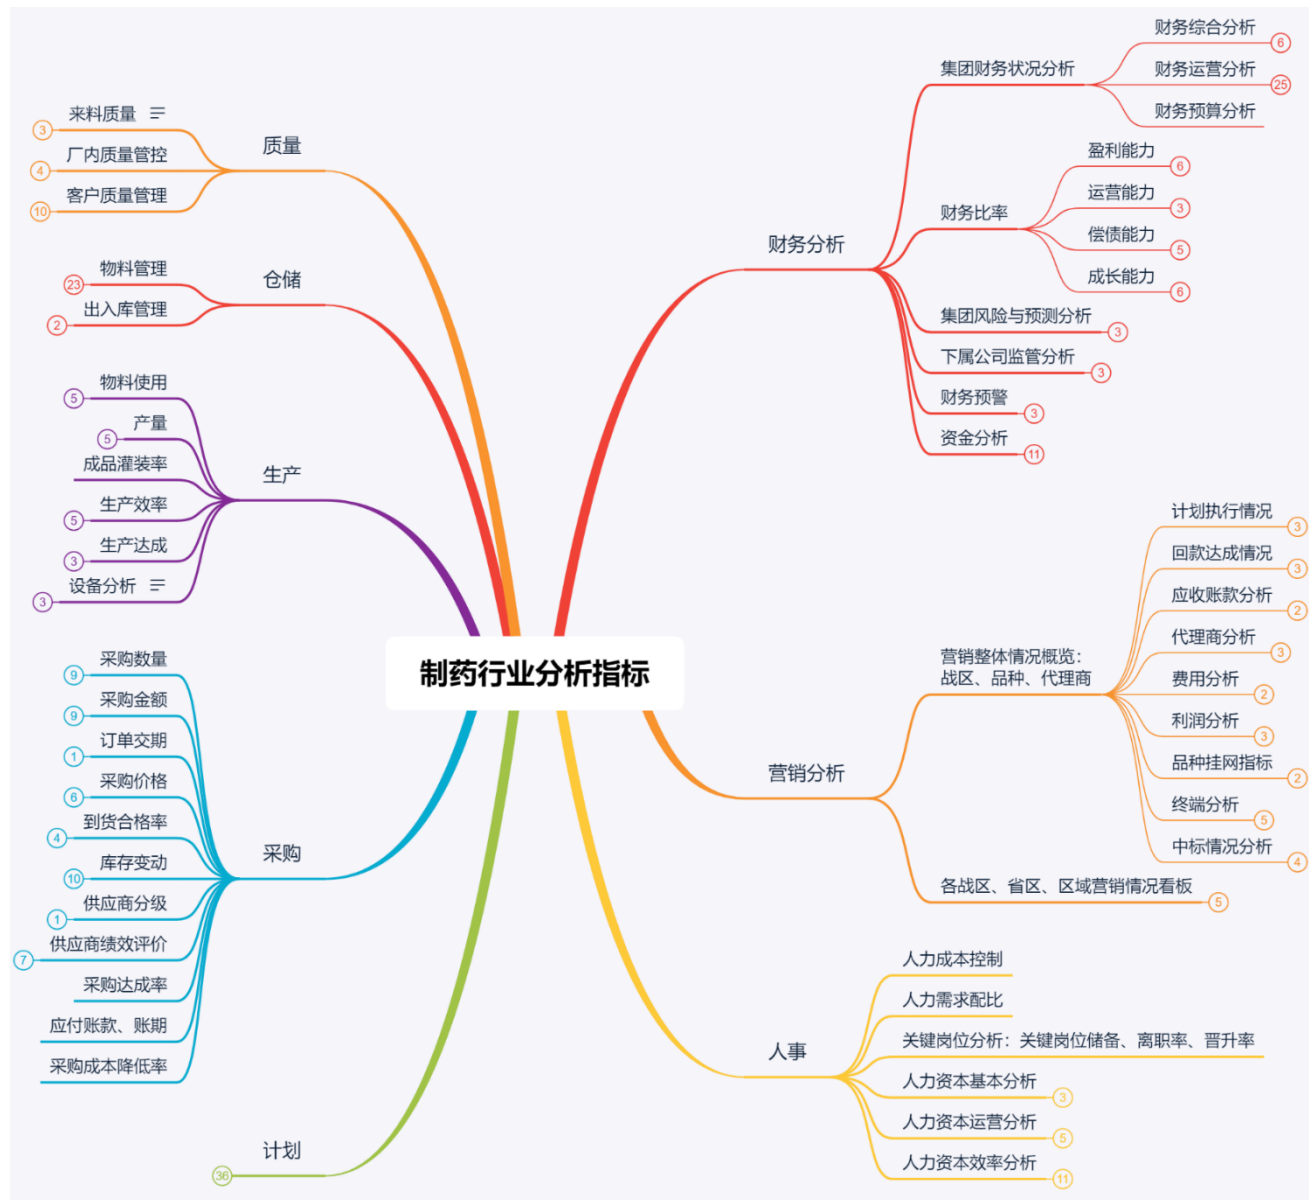 制药行业分析指标
质量
来料质量
3
厂内质量管控
4
客户质量管理
10
仓储
物料管理
23
出入库管理
2
生产
物料使用
5
产量
5
成品灌装率
生产效率
5
生产达成
3
设备分析
3
采购
采购数量
9
采购金额
9
订单交期
1
采购价格
6
到货合格率
4
库存变动
10
供应商分级
1
供应商绩效评价
7
采购达成率
应付账款、账期
采购成本降低率
计划
36
财务分析
集团财务状况分析
财务综合分析
6
财务运营分析
25
财务预算分析
财务比率
盈利能力
6
运营能力
3
偿债能力
5
成长能力
6
集团风险与预测分析
3
下属公司监管分析
3
财务预警
3
资金分析
11
营销分析
营销整体情况概览：
战区、品种、代理商
计划执行情况
3
回款达成情况
3
应收账款分析
2
代理商分析
3
费用分析
2
利润分析
3
品种挂网指标
2
终端分析
5
中标情况分析
4
各战区、省区、区域营销情况看板
5
人事
人力成本控制
人力需求配比
关键岗位分析：关键岗位储备、离职率、晋升率
人力资本基本分析
3
人力资本运营分析
5
人力资本效率分析
11